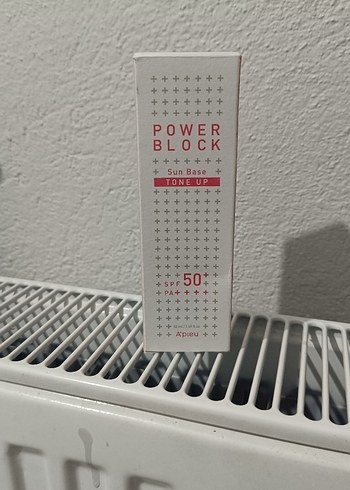 POWER
BLOCK
Sun Base
TONE UP
SPF 50+
PA++++
A'pieu